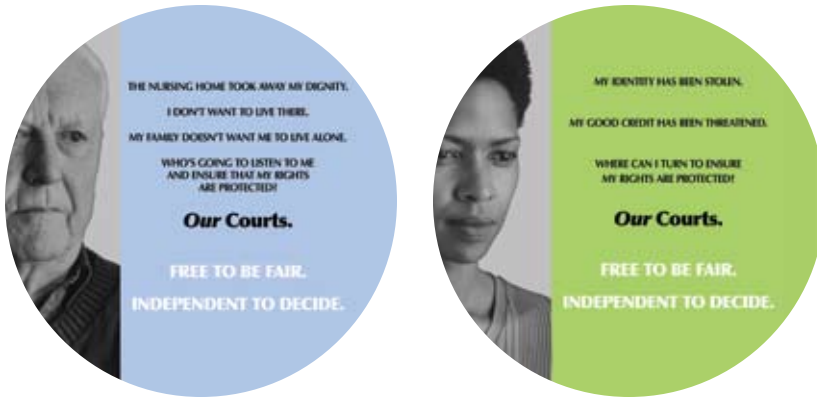 THE NURSING HOME TOOK AWAY MY DIGNITY.
I DON'T WANT TO LIVE THERE.
MY FAMILY DOESN'T WANT ME TO LIVE ALONE.
WHO'S GOING TO LISTEN TO ME
AND ENSURE THAT MY RIGHTS
ARE PROTECTED?
Our Courts.
FREE TO BE FAIR.
INDEPENDENT TO DECIDE.
MY IDENTITY HAS BEEN STOLEN.
MY GOOD CREDIT HAS BEEN THREATENED.
WHERE CAN I TURN TO ENSURE
MY RIGHTS ARE PROTECTED?
Our Courts.
FREE TO BE FAIR.
INDEPENDENT TO DECIDE.